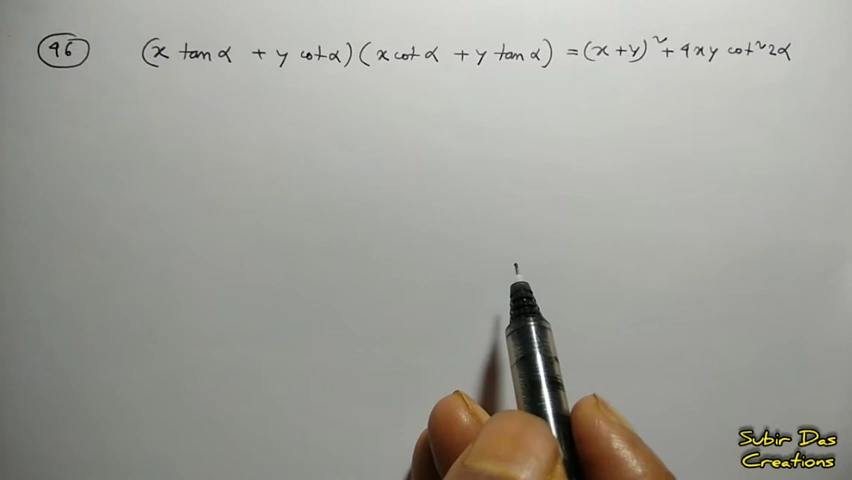 96 (x tan α + y cot α) (x cot α + y tan α) = (x + y)² + 4xy cot² 2α
Subir Das
Creations